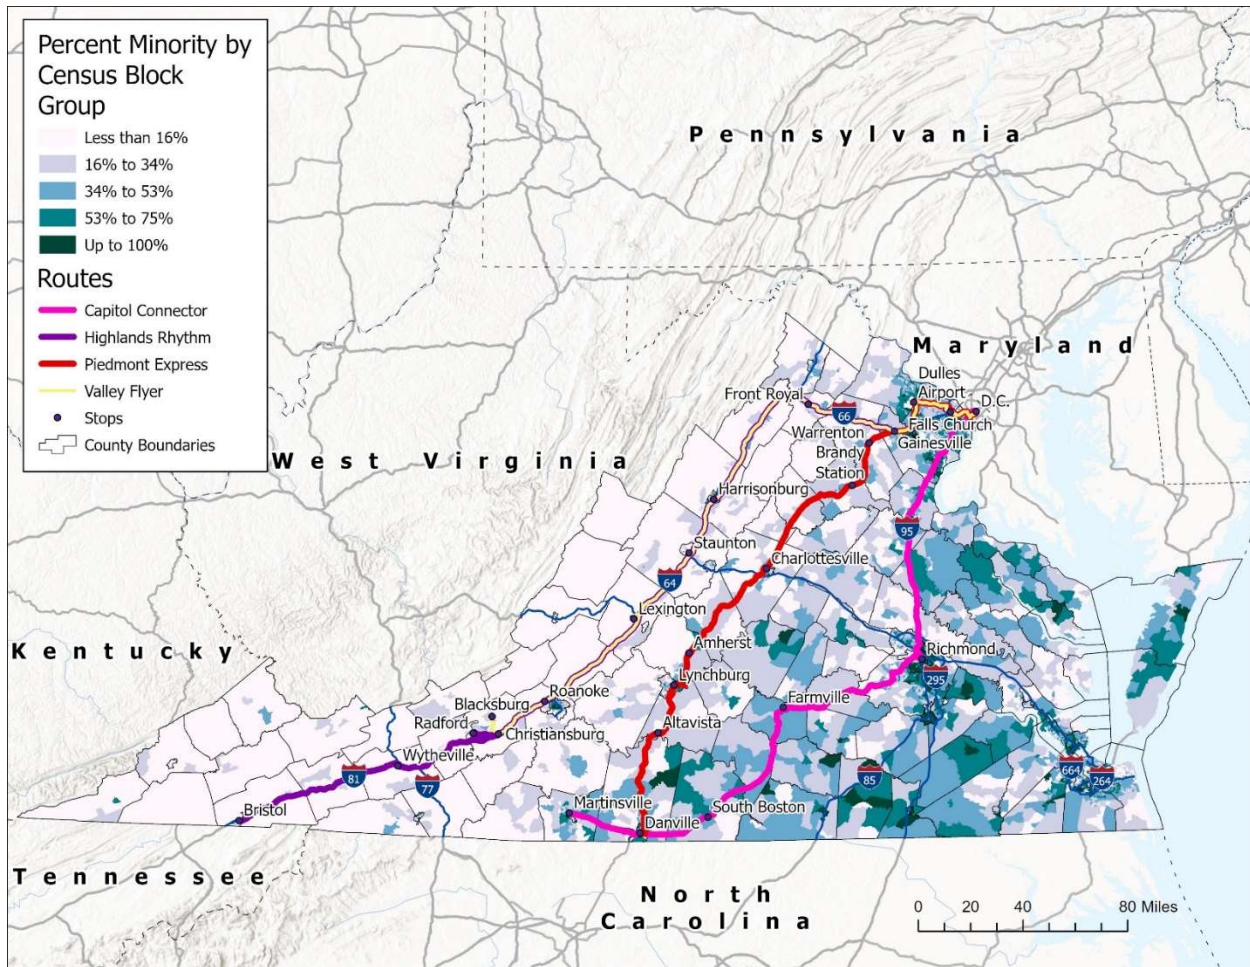 Percent Minority by
Census Block
Group
Less than 16%
16% to 34%
34% to 53%
53% to 75%
Up to 100%
Routes
Capitol Connector
Highlands Rhythm
Piedmont Express
Valley Flyer
Stops
County Boundaries
Pennsylvania
Maryland
West Virginia
Kentucky
Tennessee
North
Carolina
Dulles
Airport
D.C.
Front Royal
66
Falls Church
Warrenton
Gainesville
Brandy
Station
Harrisonburg
95
Staunton
Charlottesville
64
Lexington
Amherst
Richmond
Lynchburg
295
Roanoke
Farmville
Blacksburg
Radford
Christiansburg
Altavista
Wytheville
81
77
85
664
264
Bristol
Martinsville
South Boston
Danville
0 20 40 80 Miles